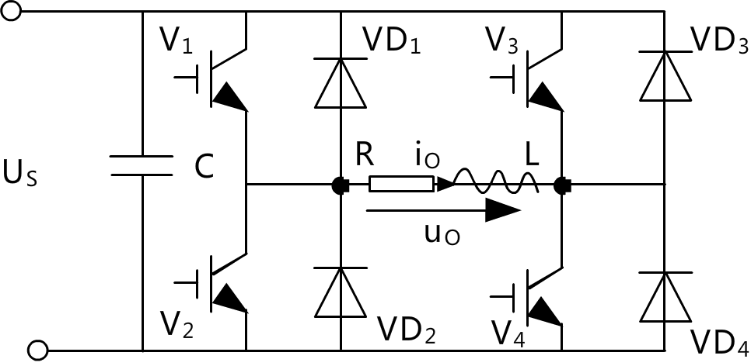 V1 VD1 V3 VD3
R iO L
US C
uO
V2 VD2 V4 VD4